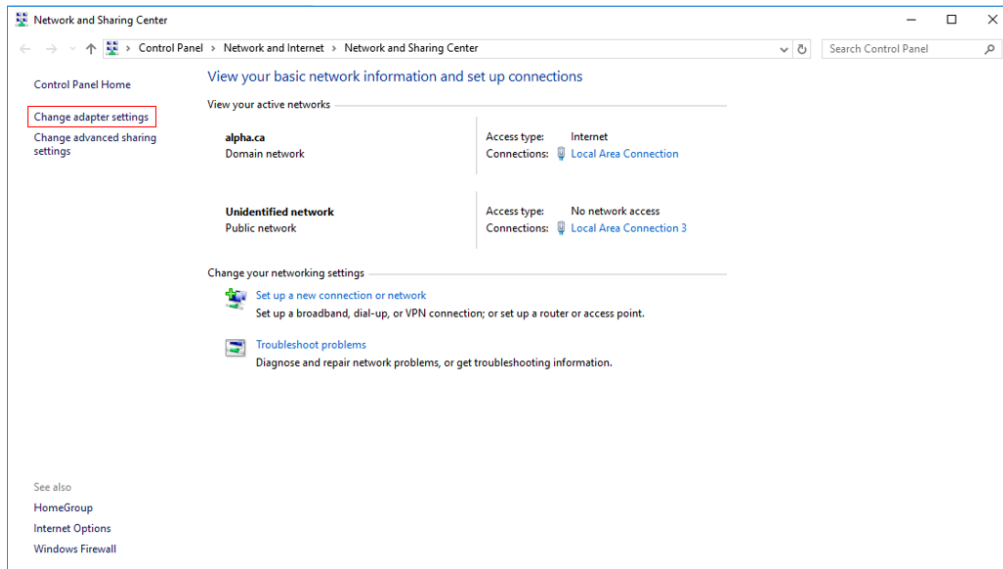 Network and Sharing Center
Control Panel > Network and Internet > Network and Sharing Center
Search Control Panel
Control Panel Home
Change adapter settings
Change advanced sharing
settings
View your basic network information and set up connections
View your active networks
alpha.ca
Domain network
Access type: Internet
Connections: Local Area Connection
Unidentified network
Public network
Access type: No network access
Connections: Local Area Connection 3
Change your networking settings
Set up a new connection or network
Set up a broadband, dial-up, or VPN connection; or set up a router or access point.
Troubleshoot problems
Diagnose and repair network problems, or get troubleshooting information.
See also
HomeGroup
Internet Options
Windows Firewall